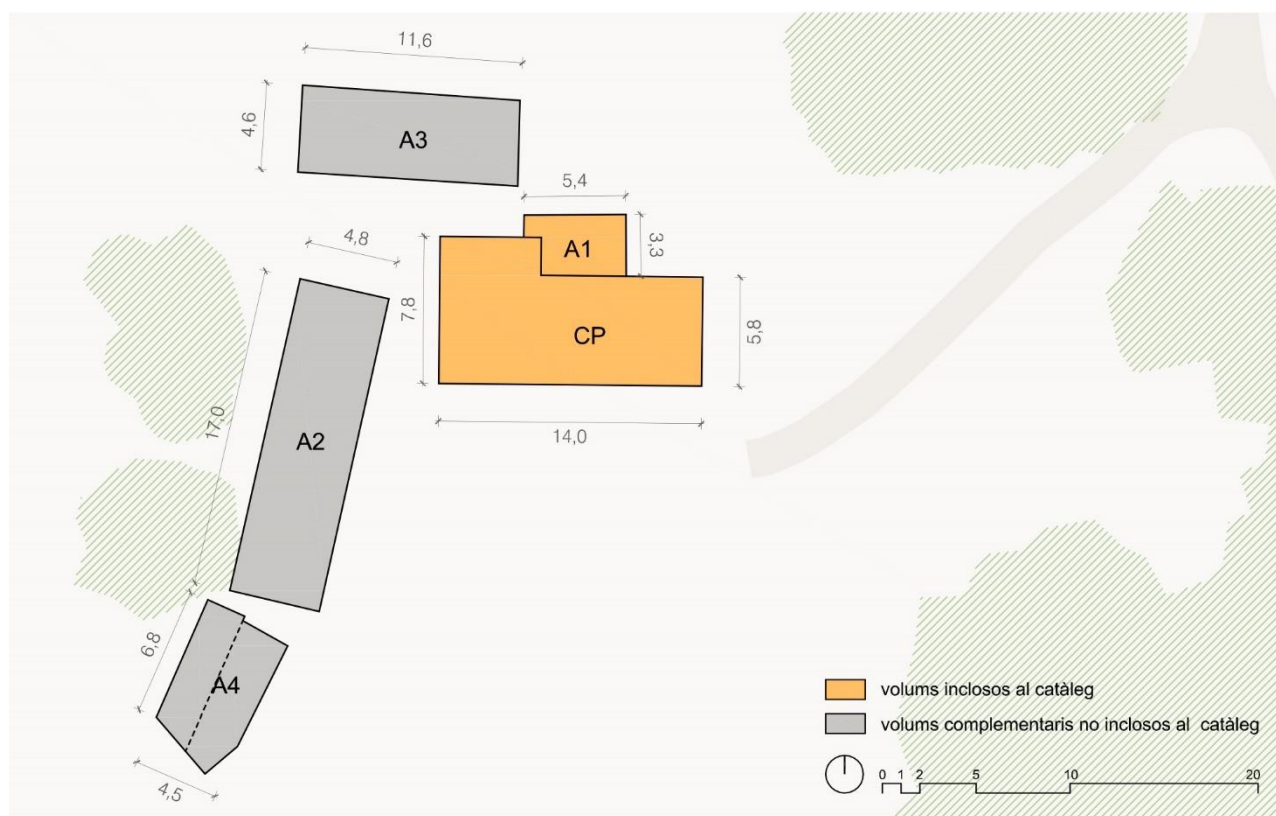 11,6
4,6
A3
5,4
4,8
A1
3,3
7,8
CP
5,8
17,0
A2
14,0
6,8
A4
4,5
volums inclosos al catàleg
volums complementaris no inclosos al catàleg
0 1 2 5 10 20